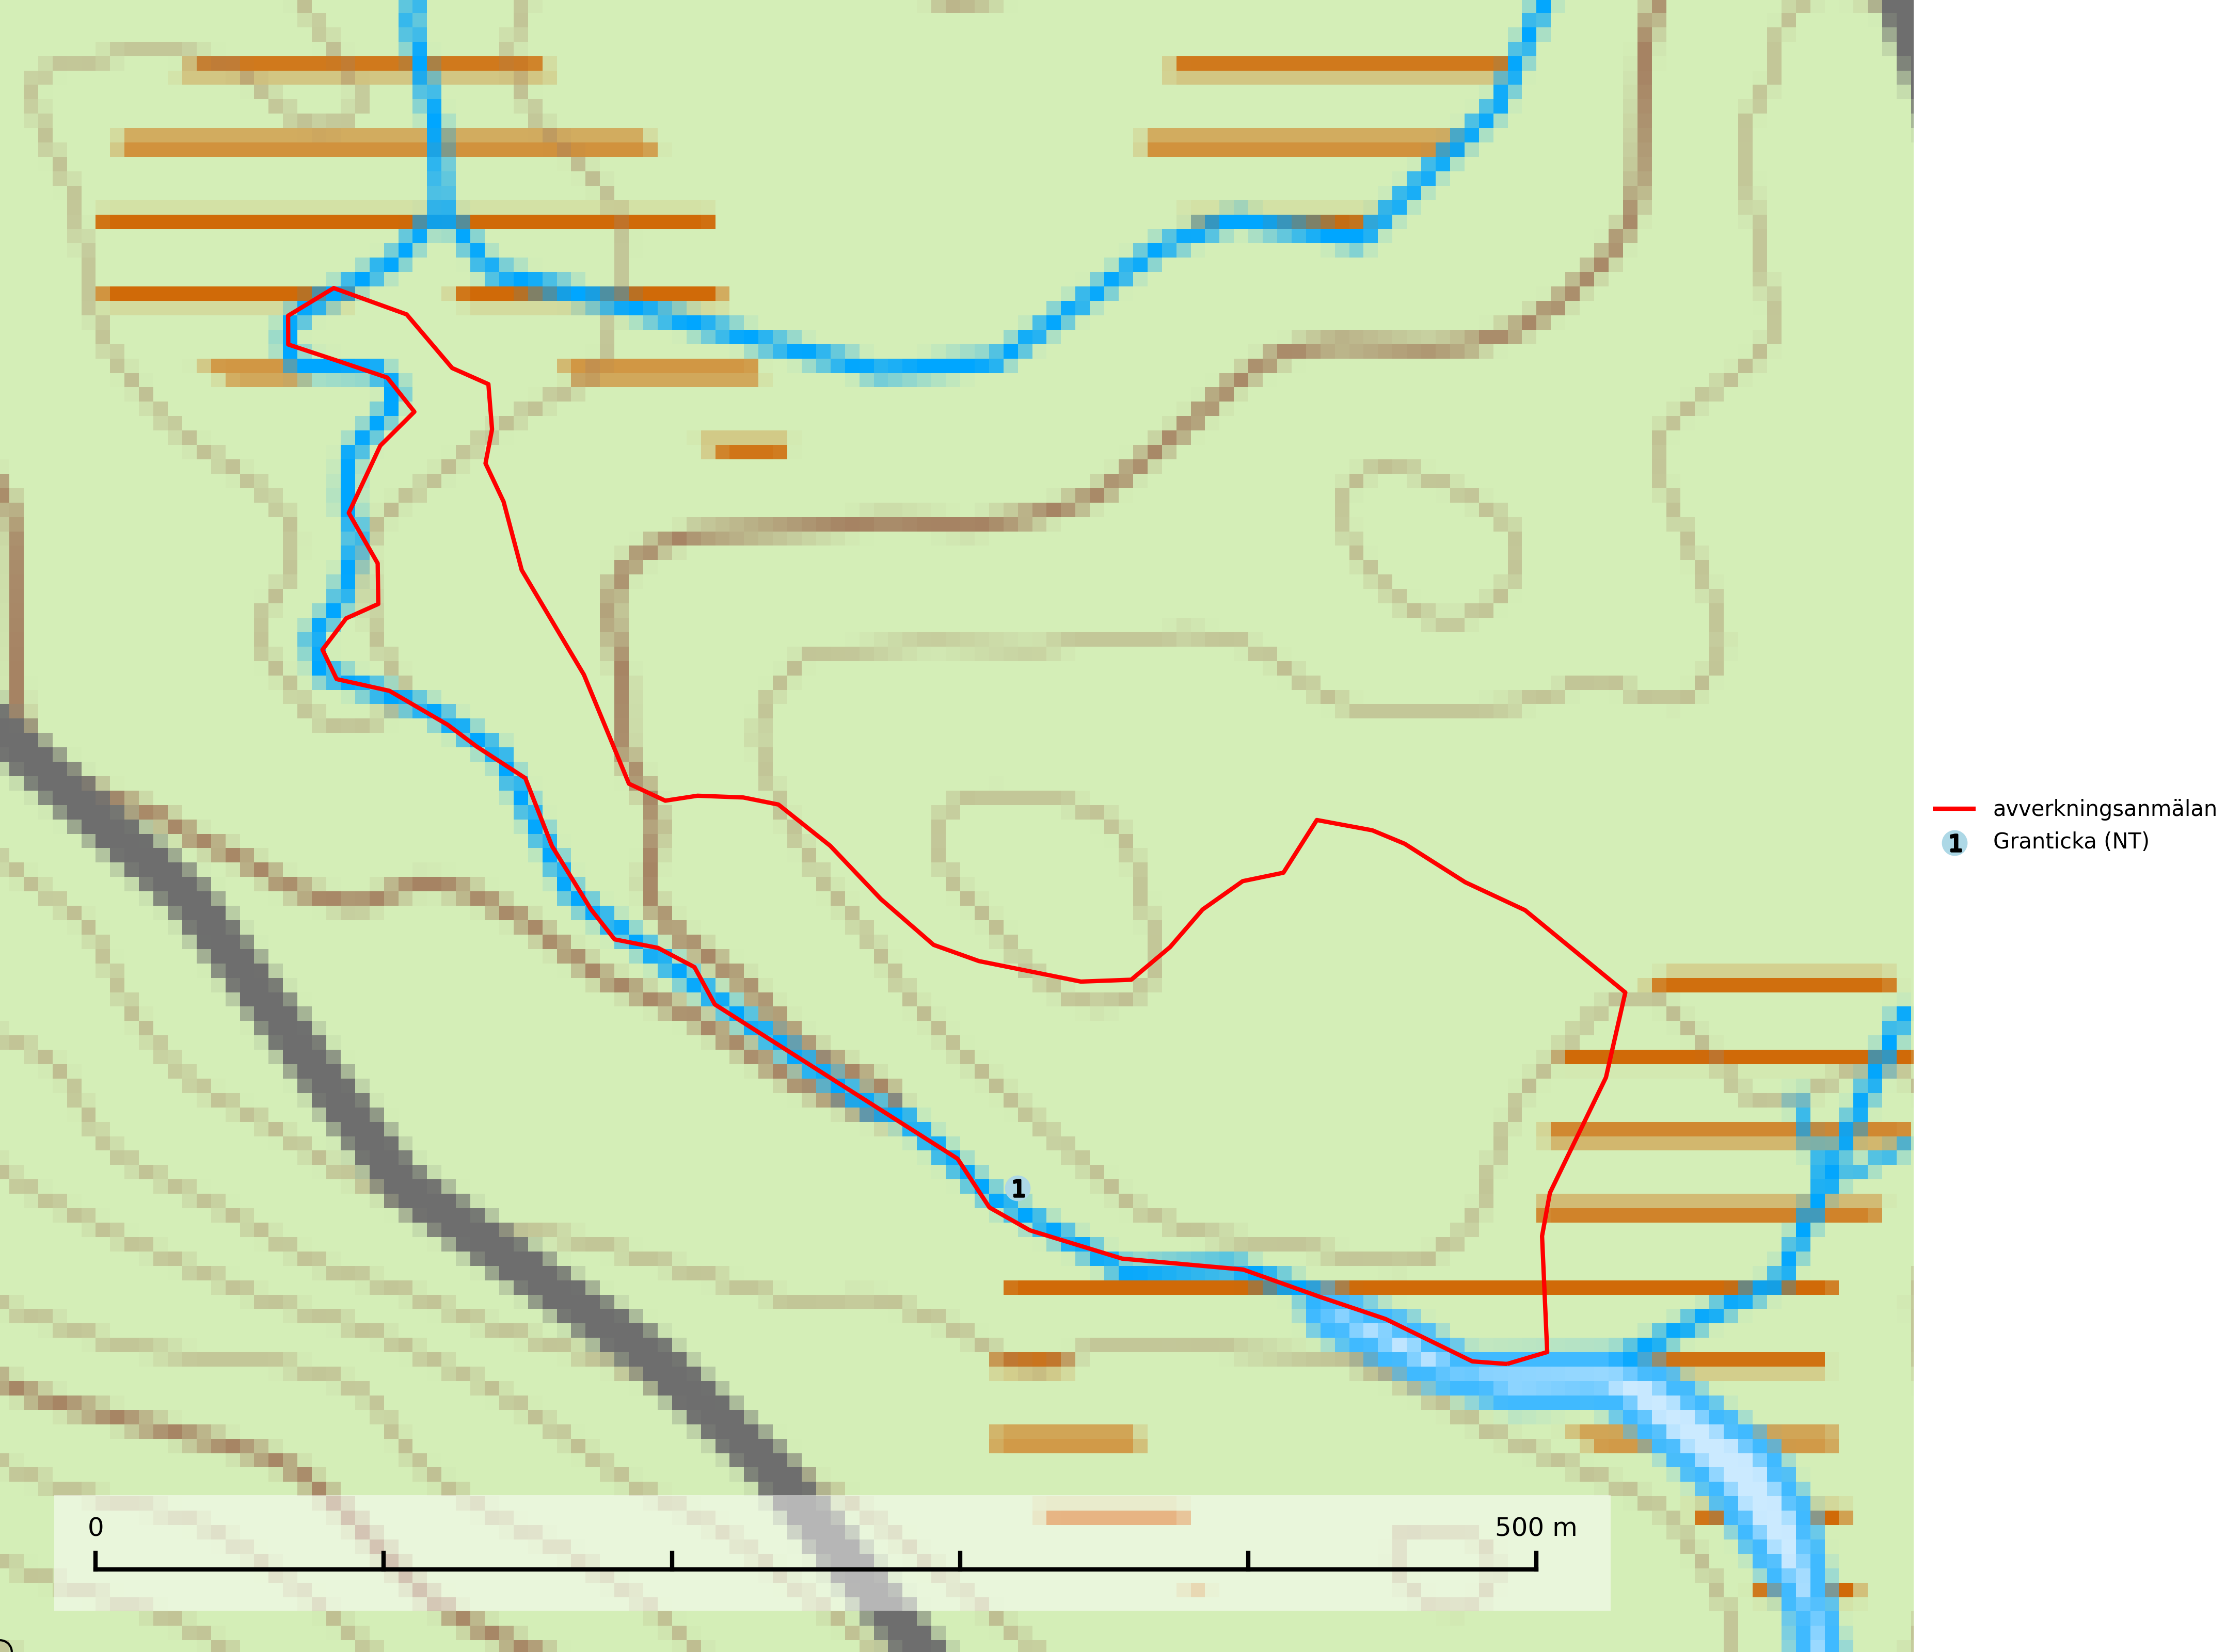 avverkningsanmälan
1 Granticka (NT)
1
0 500 m